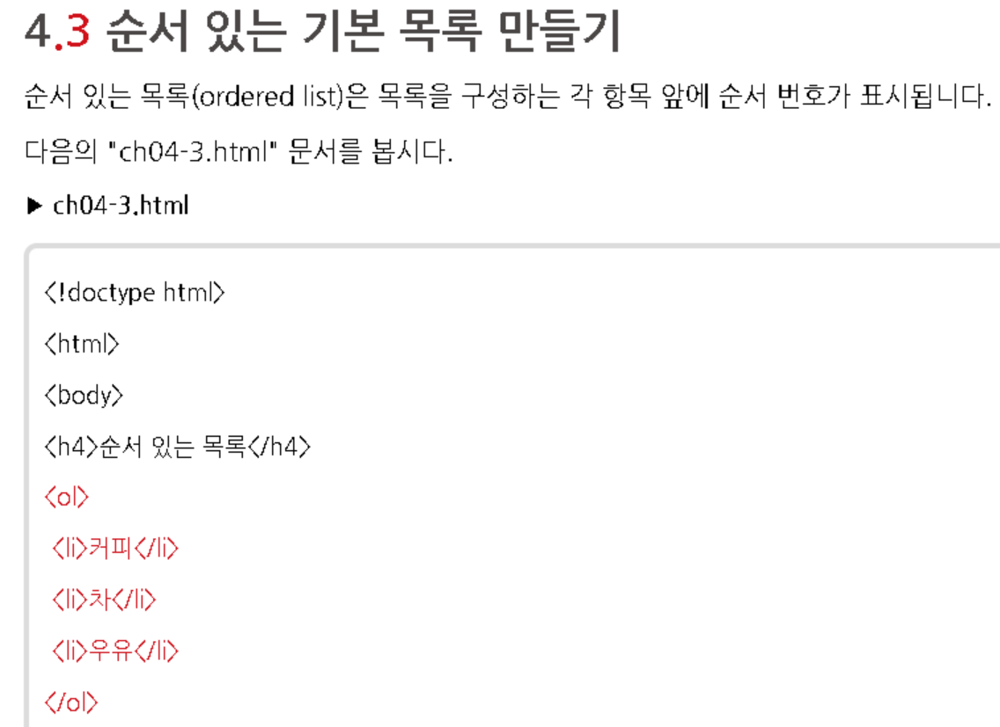 4.3 순서 있는 기본 목록 만들기
순서 있는 목록(ordered list)은 목록을 구성하는 각 항목 앞에 순서 번호가 표시됩니다.
다음의 "ch04-3.html" 문서를 봅시다.
▶ ch04-3.html
<!doctype html>
<html>
<body>
<h4>순서 있는 목록</h4>
<ol>
<li>커피</li>
<li>차</li>
<li>우유</li>
</ol>